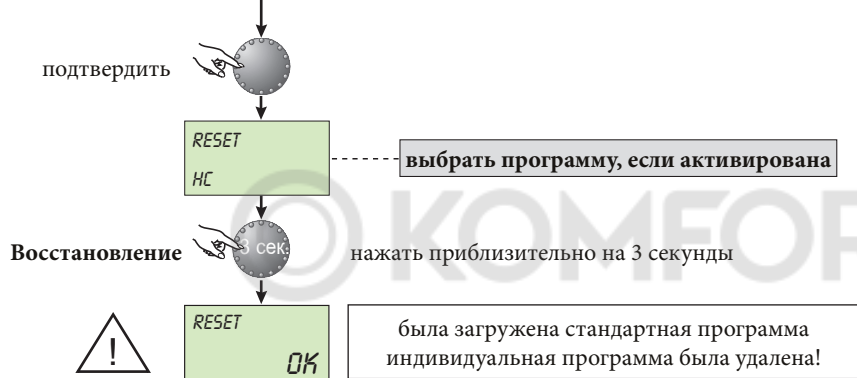 подтвердить
RESET
HC
выбрать программу, если активирована
Восстановление
3 сек.
нажать приблизительно на 3 секунды
RESET
OK
!
была загружена стандартная программа
индивидуальная программа была удалена!
KOMFOR